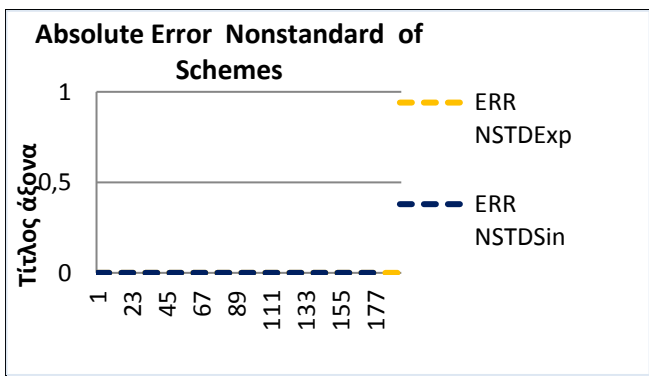 Absolute Error Nonstandard of
Schemes
Τίτλος άξονα
1
0,5
0
1
23
45
67
89
111
133
155
177
ERR
NSTDExp
ERR
NSTDSin